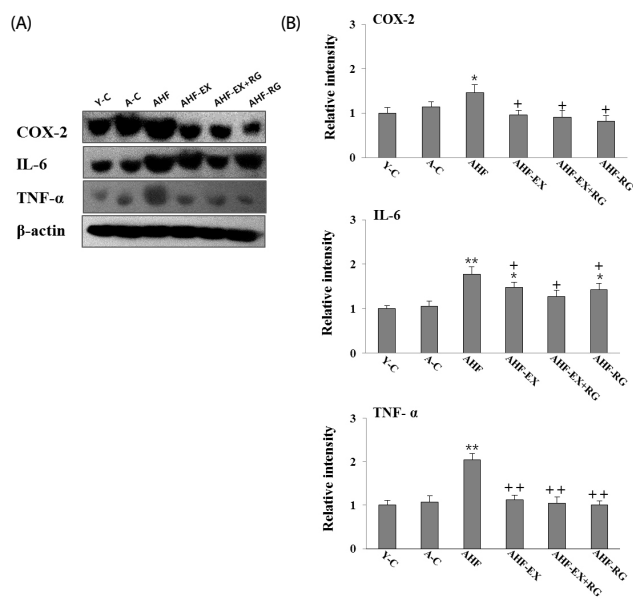 (A)
Y-C A-C AHF AHF-EX AHF-EX+RG AHF-RG
COX-2
IL-6
TNF-α
β-actin
(B)
COX-2
Relative intensity
3
2
1
0
*
+
+
+
Y-C A-C AHF AHF-EX AHF-EX+RG AHF-RG
IL-6
Relative intensity
3
2
1
0
**
+
*
+
+
*
Y-C A-C AHF AHF-EX AHF-EX+RG AHF-RG
TNF- α
Relative intensity
3
2
1
0
**
++
++
++
Y-C A-C AHF AHF-EX AHF-EX+RG AHF-RG